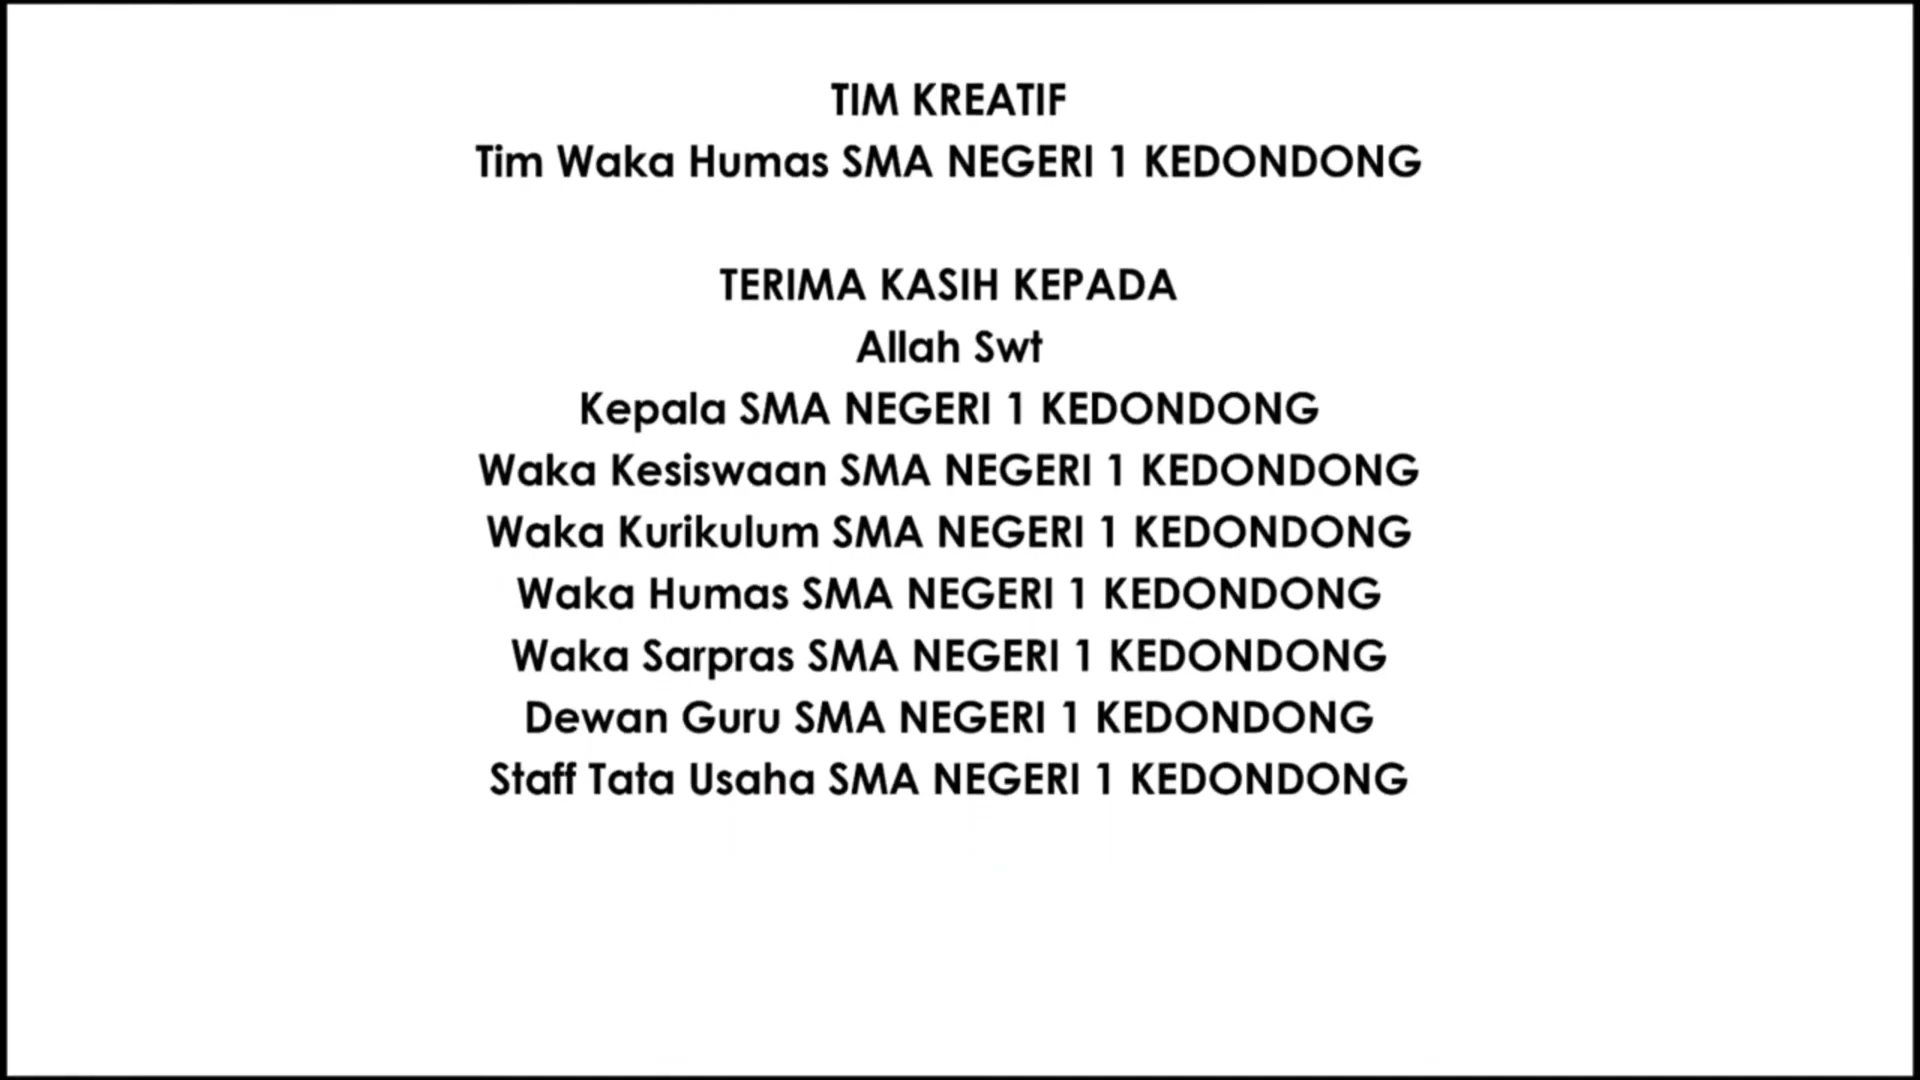 TIM KREATIF
Tim Waka Humas SMA NEGERI 1 KEDONDONG
TERIMA KASIH KEPADA
Allah Swt
Kepala SMA NEGERI 1 KEDONDONG
Waka Kesiswaan SMA NEGERI 1 KEDONDONG
Waka Kurikulum SMA NEGERI 1 KEDONDONG
Waka Humas SMA NEGERI 1 KEDONDONG
Waka Sarpras SMA NEGERI 1 KEDONDONG
Dewan Guru SMA NEGERI 1 KEDONDONG
Staff Tata Usaha SMA NEGERI 1 KEDONDONG